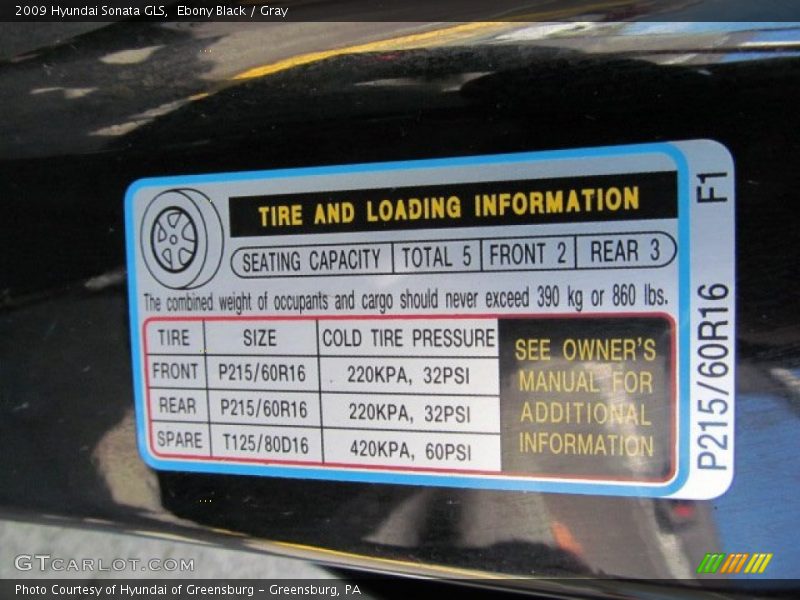 2009 Hyundai Sonata GLS, Ebony Black / Gray
TIRE AND LOADING INFORMATION
SEATING CAPACITY TOTAL 5 FRONT 2 REAR 3
The combined weight of occupants and cargo should never exceed 390 kg or 860 lbs.
TIRE SIZE COLD TIRE PRESSURE
FRONT P215/60R16 220KPA, 32PSI
REAR P215/60R16 220KPA, 32PSI
SPARE T125/80D16 420KPA, 60PSI
SEE OWNER'S
MANUAL FOR
ADDITIONAL
INFORMATION
P215/60R16 F1
GTCARLOT.COM
Photo Courtesy of Hyundai of Greensburg - Greensburg, PA